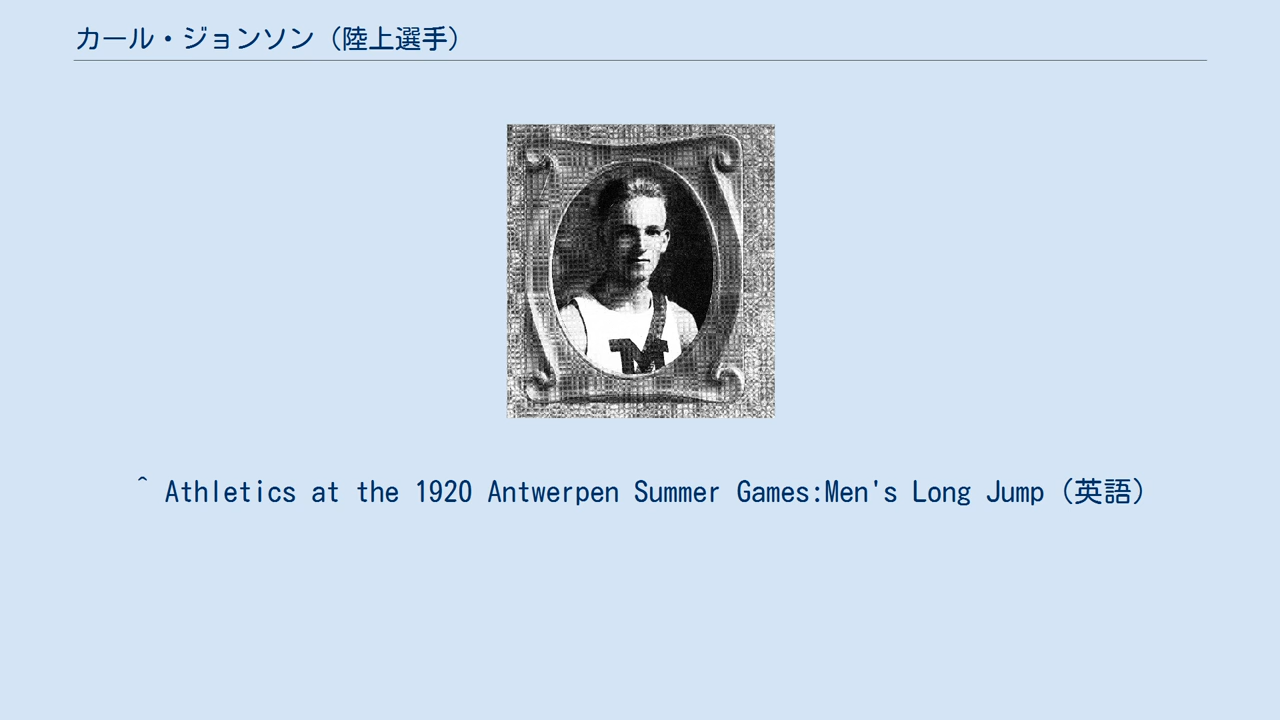 カール・ジョンソン（陸上選手）
M
^ Athletics at the 1920 Antwerpen Summer Games:Men's Long Jump（英語）